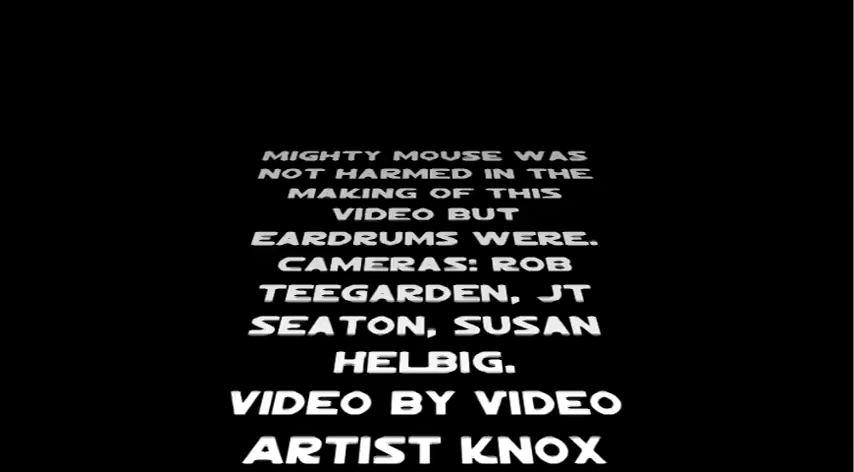 MIGHTY MOUSE WAS
NOT HARMED IN THE
MAKING OF THIS
VIDEO BUT
EARDRUMS WERE.
CAMERAS: ROB
TEEGARDEN, JT
SEATON, SUSAN
HELBIG.
VIDEO BY VIDEO
ARTIST KNOX